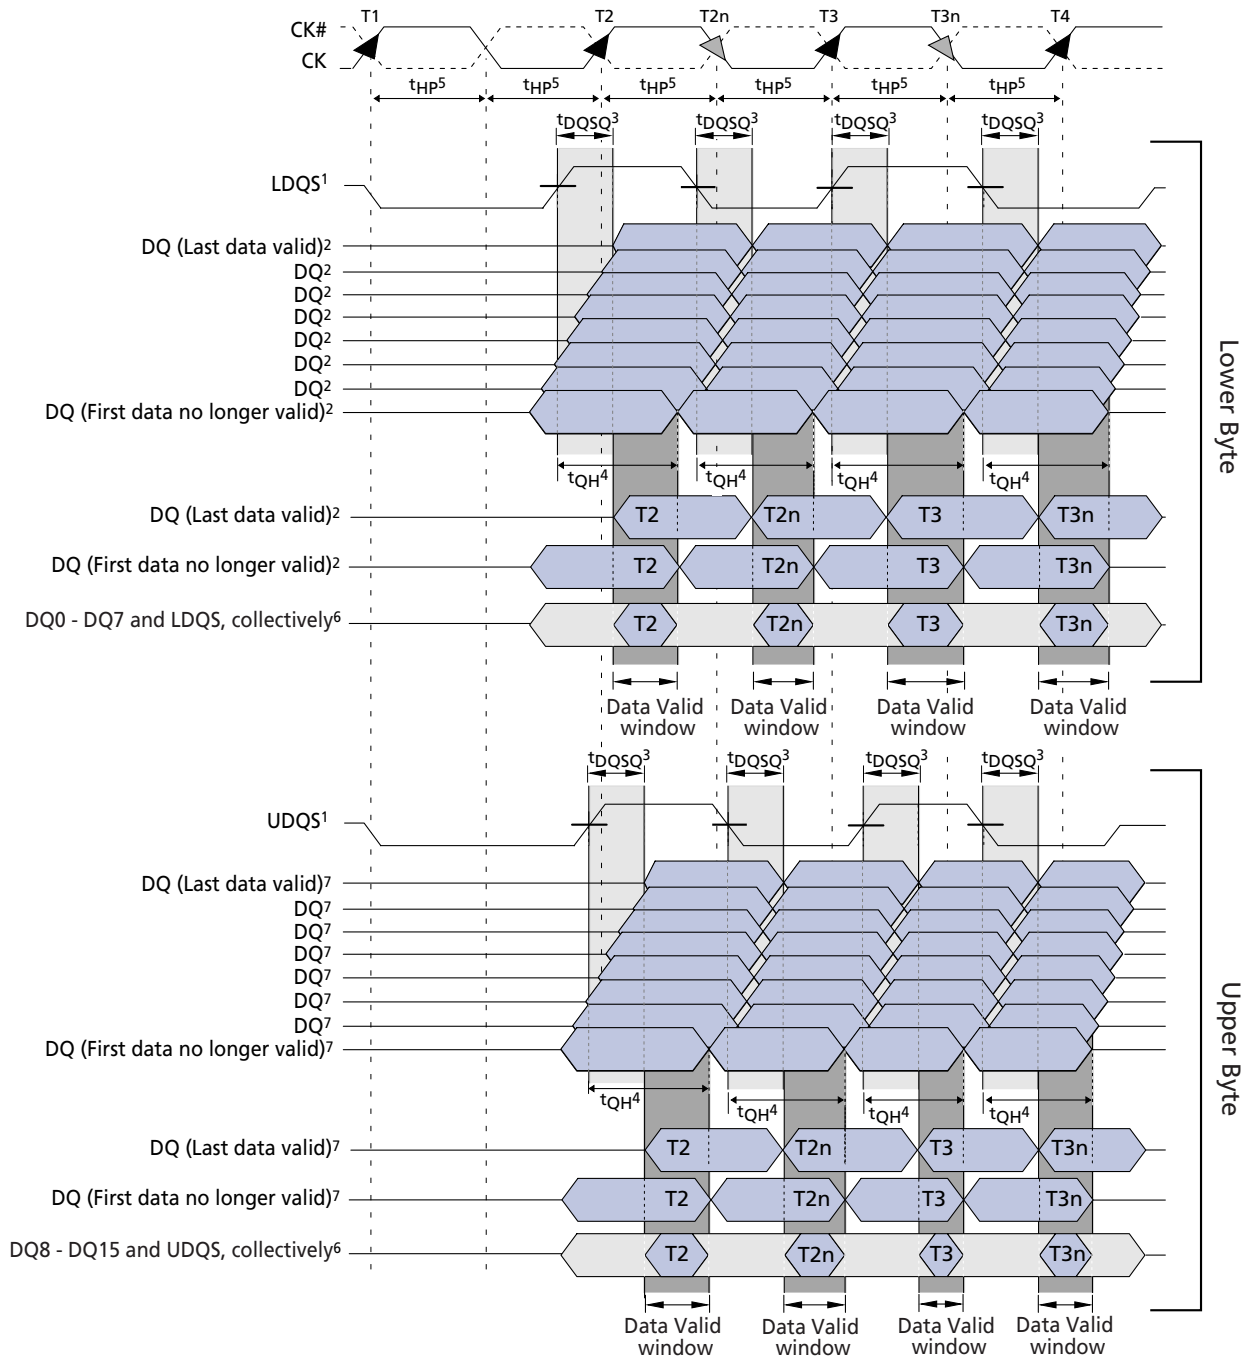 T1 T2 T2n T3 T3n T4
CK#
CK
tHP5 tHP5 tHP5 tHP5 tHP5 tHP5
tDQSQ3 tDQSQ3 tDQSQ3 tDQSQ3
LDQS1
DQ (Last data valid)2
DQ2
DQ2
DQ2
DQ2
DQ2
DQ2
DQ (First data no longer valid)2
tQH4 tQH4 tQH4 tQH4
DQ (Last data valid)2 T2 T2n T3 T3n
DQ (First data no longer valid)2 T2 T2n T3 T3n
DQ0 - DQ7 and LDQS, collectively6 T2 T2n T3 T3n
Data Valid window Data Valid window Data Valid window Data Valid window
Lower Byte
tDQSQ3 tDQSQ3 tDQSQ3 tDQSQ3
UDQS1
DQ (Last data valid)7
DQ7
DQ7
DQ7
DQ7
DQ7
DQ7
DQ (First data no longer valid)7
tQH4 tQH4 tQH4 tQH4
DQ (Last data valid)7 T2 T2n T3 T3n
DQ (First data no longer valid)7 T2 T2n T3 T3n
DQ8 - DQ15 and UDQS, collectively6 T2 T2n T3 T3n
Data Valid window Data Valid window Data Valid window Data Valid window
Upper Byte